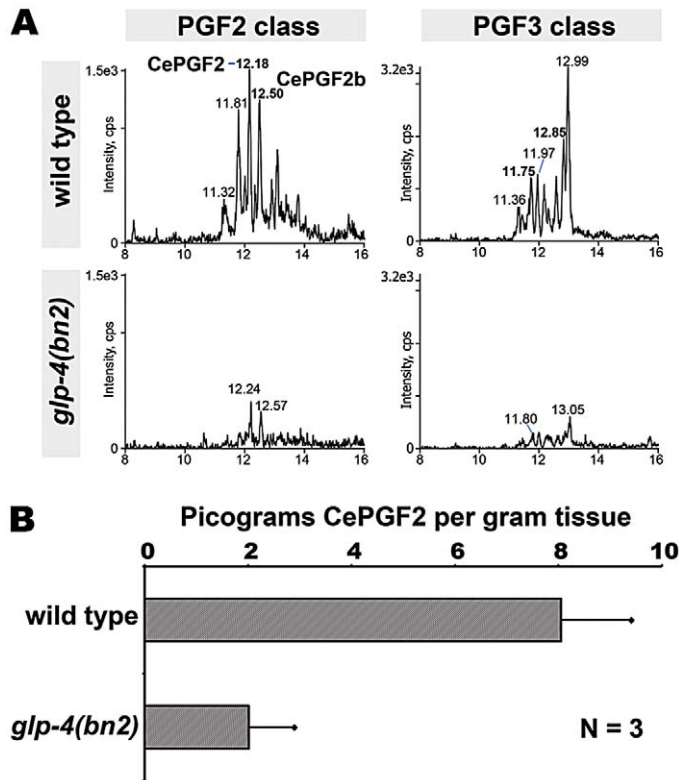 A
PGF2 class
PGF3 class
wild type
Intensity, cps
1.5e3
0
CePGF2
12.18
CePGF2b
12.50
11.81
11.32
8 10 12 14 16
Intensity, cps
3.2e3
0
12.99
12.85
11.97
11.75
11.36
8 10 12 14 16
glp-4(bn2)
Intensity, cps
1.5e3
0
12.24
12.57
8 10 12 14 16
Intensity, cps
3.2e3
0
11.80
13.05
8 10 12 14 16
B
Picograms CePGF2 per gram tissue
0 2 4 6 8 10
wild type
glp-4(bn2)
N = 3